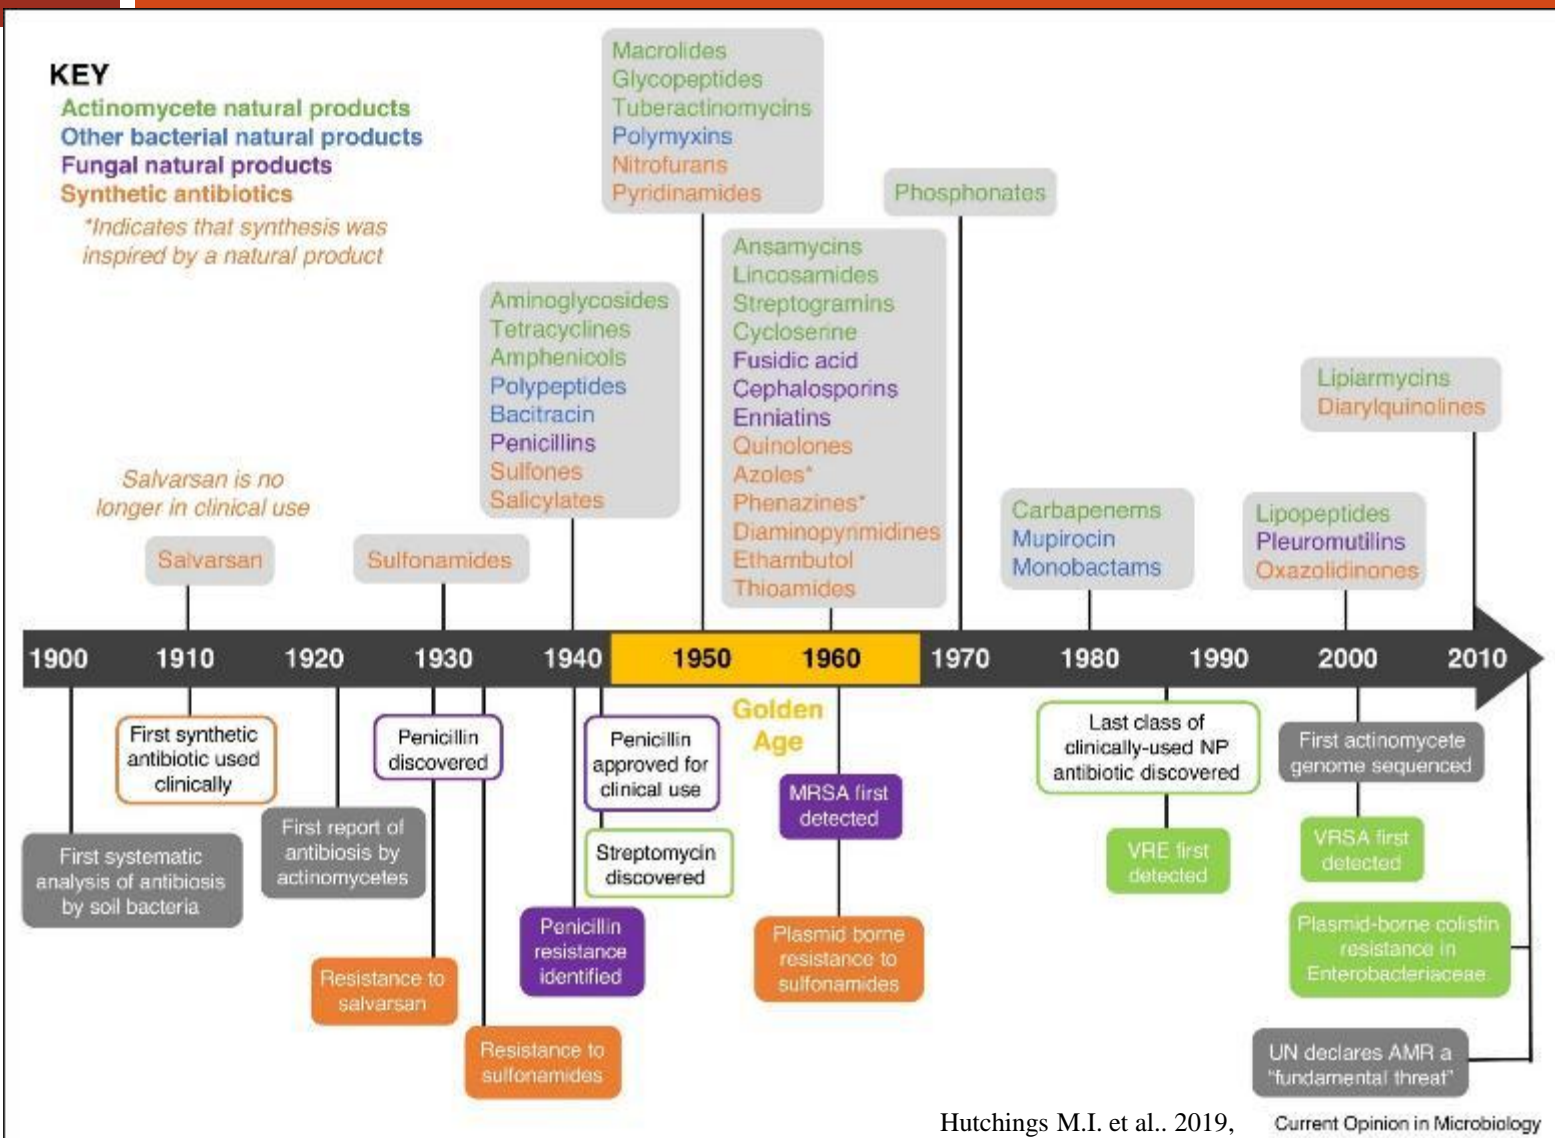 KEY
Actinomycete natural products
Other bacterial natural products
Fungal natural products
Synthetic antibiotics
*Indicates that synthesis was
inspired by a natural product
Macrolides
Glycopeptides
Tuberactinomycins
Polymyxins
Nitrofurans
Pyridinamides
Phosphonates
Ansamycins
Lincosamides
Streptogramins
Cycloserine
Fusidic acid
Cephalosporins
Enniatins
Quinolones
Azoles*
Phenazines*
Diaminopyrimidines
Ethambutol
Thioamides
Aminoglycosides
Tetracyclines
Amphenicols
Polypeptides
Bacitracin
Penicillins
Sulfones
Salicylates
Lipiarmycins
Diarylquinolines
Salvarsan is no
longer in clinical use
Salvarsan
Sulfonamides
Carbapenems
Mupirocin
Monobactams
Lipopeptides
Pleuromutilins
Oxazolidinones
1900 1910 1920 1930 1940 1950 1960 1970 1980 1990 2000 2010
Golden
Age
First synthetic
antibiotic used
clinically
Penicillin
discovered
Penicillin
approved for
clinical use
Last class of
clinically-used NP
antibiotic discovered
First actinomycete
genome sequenced
MRSA first
detected
First report of
antibiosis by
actinomycetes
First systematic
analysis of antibiosis
by soil bacteria
Streptomycin
discovered
VRE first
detected
VRSA first
detected
Penicillin
resistance
identified
Plasmid borne
resistance to
sulfonamides
Plasmid-borne colistin
resistance in
Enterobacteriaceae
Resistance to
salvarsan
Resistance to
sulfonamides
UN declares AMR a
"fundamental threat"
Hutchings M.I. et al.. 2019, Current Opinion in Microbiology